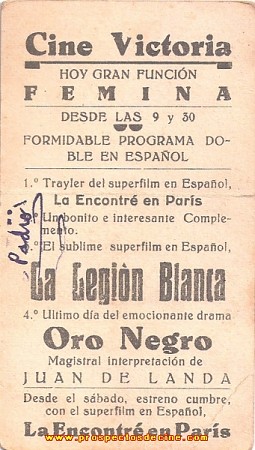 Cine Victoria
HOY GRAN FUNCIÓN
FEMINA
DESDE LAS 9 y 30
FORMIDABLE PROGRAMA DO-
BLE EN ESPAÑOL
1.º Trayler del superfilm en Español,
La Encontré en París
Un bonito e interesante Comple-
mento.
El sublime superfilm en Español,
La Legión Blanca
4.º Ultimo día del emocionante drama
Oro Negro
Magistral interpretación de
JUAN DE LANDA
Desde el sábado, estreno cumbre,
con el superfilm en Español,
La Encontré en París
www.prospectosdecine.com